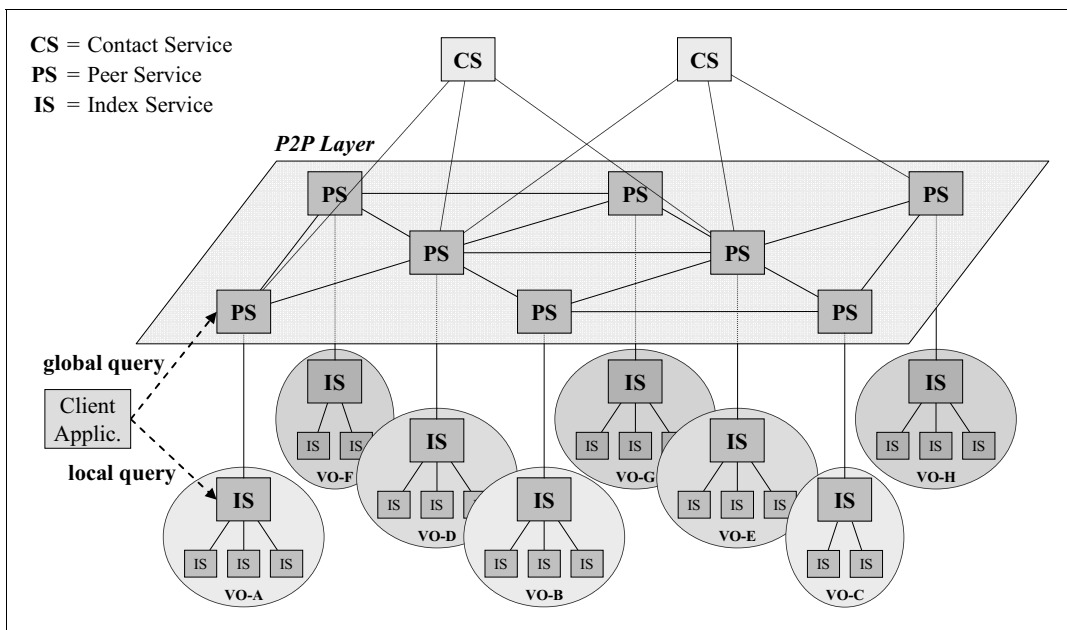 CS = Contact Service
PS = Peer Service
IS = Index Service
CS
CS
P2P Layer
PS
PS
PS
PS
PS
PS
PS
PS
global query
Client
Applic.
local query
IS
IS
IS
VO-F
IS
IS
IS
IS
VO-G
IS
IS
IS
IS
VO-H
IS
IS
IS
IS
VO-D
IS
IS
IS
IS
VO-E
IS
IS
IS
IS
VO-A
IS
IS
IS
IS
VO-B
IS
IS
IS
VO-C